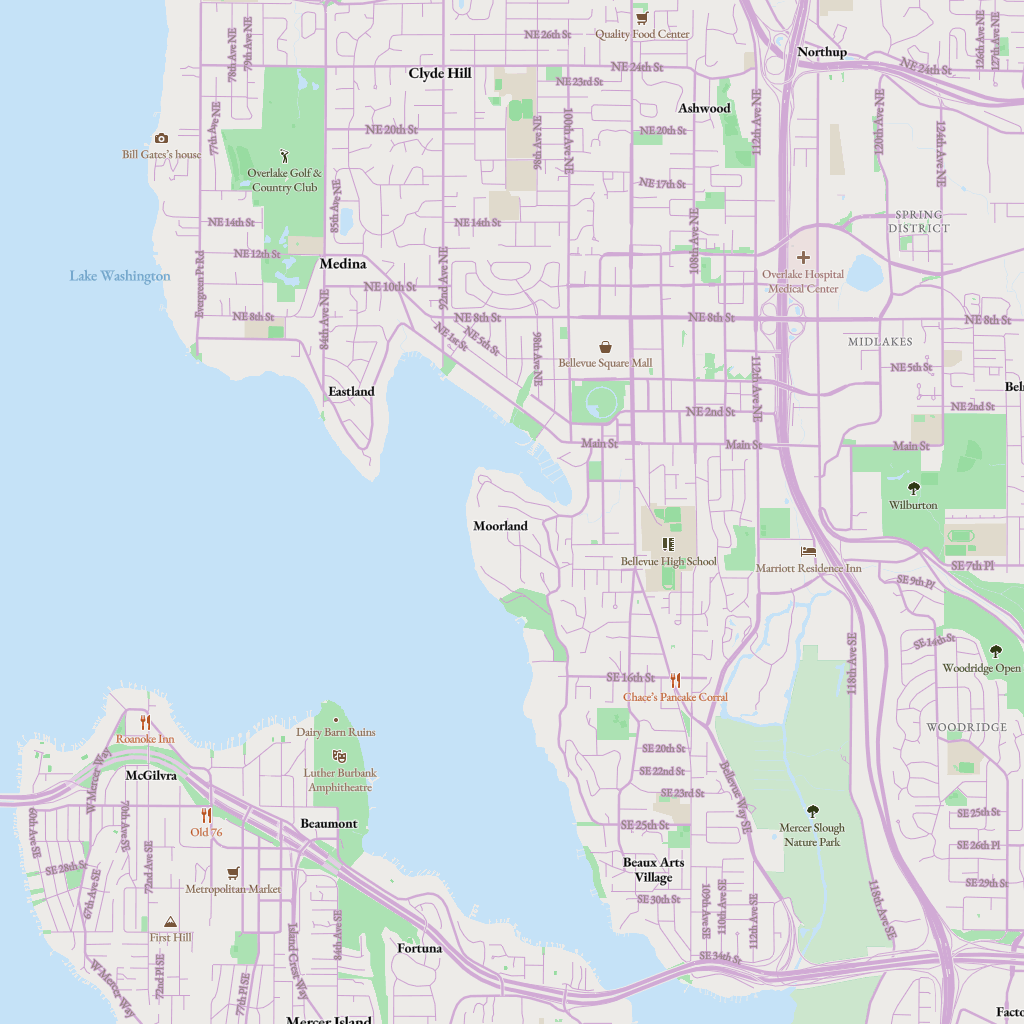 Quality Food Center
NE 26th St
78th Ave NE
79th Ave NE
126th Ave NE
127th Ave NE
Northup
NE 24th St
NE 24th St
Clyde Hill
NE 23rd St
Ashwood
112th Ave NE
120th Ave NE
124th Ave NE
77th Ave NE
NE 20th St
NE 20th St
98th Ave NE
100th Ave NE
Bill Gates's house
Overlake Golf &
Country Club
NE 17th St
85th Ave NE
NE 14th St
NE 14th St
108th Ave NE
SPRING
DISTRICT
NE 12th St
Medina
Lake Washington
Evergreen Pt Rd
92nd Ave NE
NE 10th St
Overlake Hospital
Medical Center
NE 8th St
84th Ave NE
NE 8th St
NE 8th St
NE 8th St
NE 1st St
NE 5th St
98th Ave NE
MIDLAKES
Bellevue Square Mall
NE 5th St
112th Ave NE
Eastland
NE 2nd St
NE 2nd St
Main St
Main St
Main St
Wilburton
Moorland
Bellevue High School
Marriott Residence Inn
SE 7th Pl
SE 9th Pl
118th Ave SE
SE 14th St
Woodridge Open
SE 16th St
Chace's Pancake Corral
WOODRIDGE
Dairy Barn Ruins
Roanoke Inn
SE 20th St
W Mercer Way
McGilvra
Luther Burbank
Amphitheatre
SE 22nd St
SE 23rd St
Bellevue Way SE
60th Ave SE
70th Ave SE
Old 76
Beaumont
SE 25th St
Mercer Slough
Nature Park
SE 25th St
SE 26th Pl
72nd Ave SE
SE 28th St
67th Ave SE
Metropolitan Market
Beaux Arts
Village
SE 29th St
SE 30th St
109th Ave SE
110th Ave SE
112th Ave SE
118th Ave SE
First Hill
Island Crest Way
84th Ave SE
Fortuna
SE 34th St
W Mercer Way
72nd Pl SE
77th Pl SE
Mercer Island